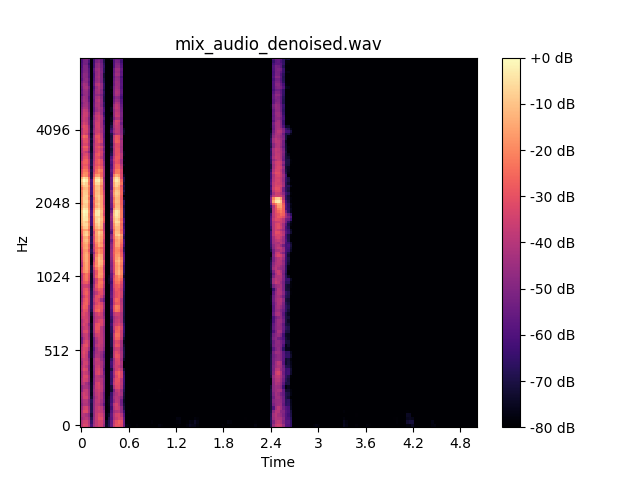 mix_audio_denoised.wav
Hz
4096
2048
1024
512
0
0 0.6 1.2 1.8 2.4 3 3.6 4.2 4.8
Time
+0 dB
-10 dB
-20 dB
-30 dB
-40 dB
-50 dB
-60 dB
-70 dB
-80 dB